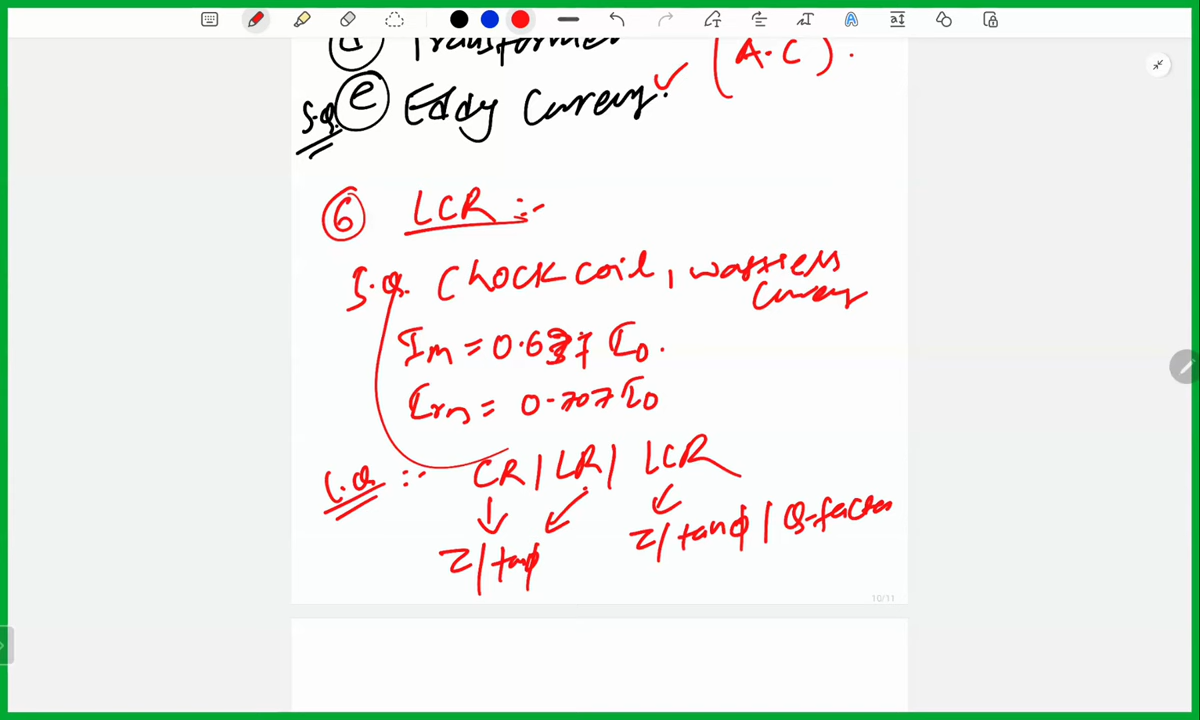 d Transformer (A.C).
S.Q. e Eddy Current.
6 LCR :-
S.Q. Chock coil, wattless
Current
Im = 0.637 I0.
Irms = 0.707 I0
L.Q. :- CR / LR / LCR
Z / tanϕ Z / tanϕ / Q-factor
10/11